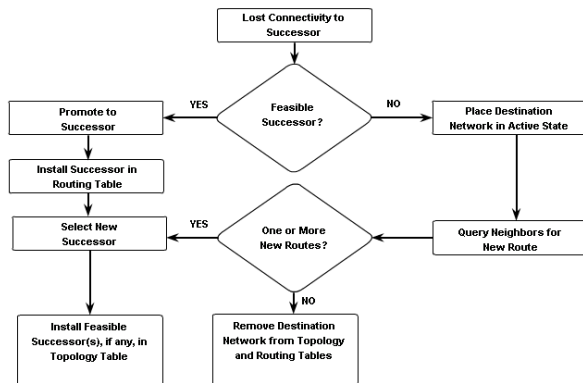 Lost Connectivity to
Successor
Feasible
Successor?
YES
NO
Promote to
Successor
Place Destination
Network in Active State
Install Successor in
Routing Table
Select New
Successor
YES
One or More
New Routes?
Query Neighbors for
New Route
NO
Install Feasible
Successor(s), if any, in
Topology Table
Remove Destination
Network from Topology
and Routing Tables